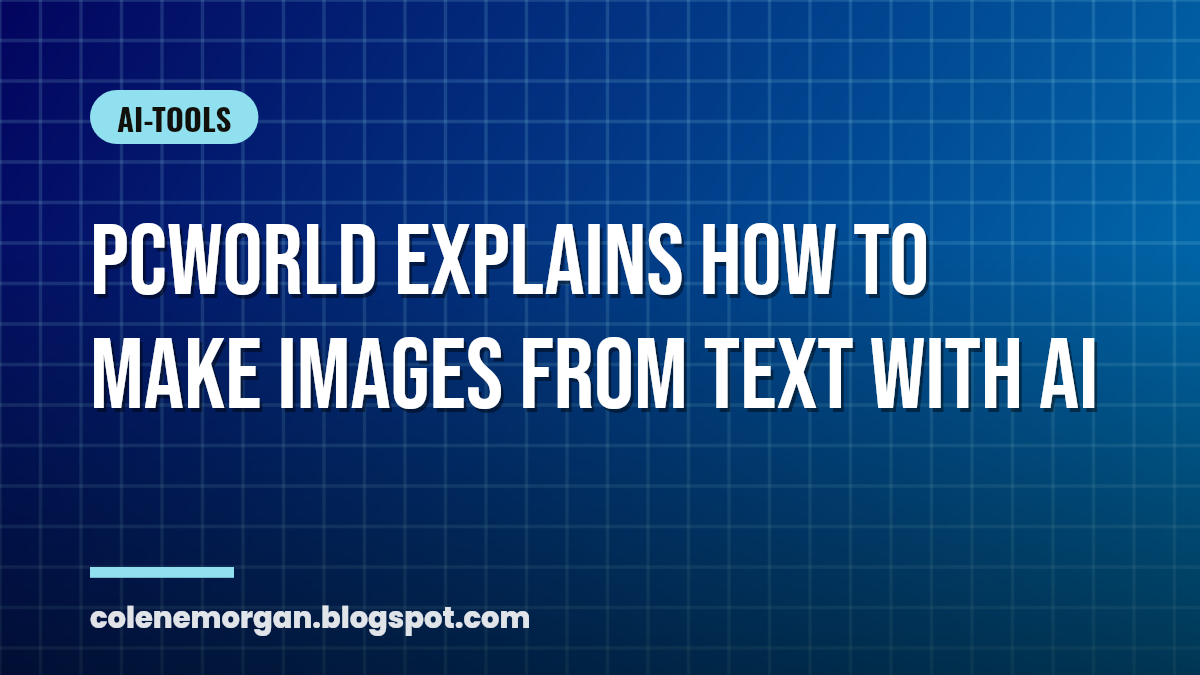 AI-TOOLS
PCWORLD EXPLAINS HOW TO
MAKE IMAGES FROM TEXT WITH AI
colenemorgan.blogspot.com